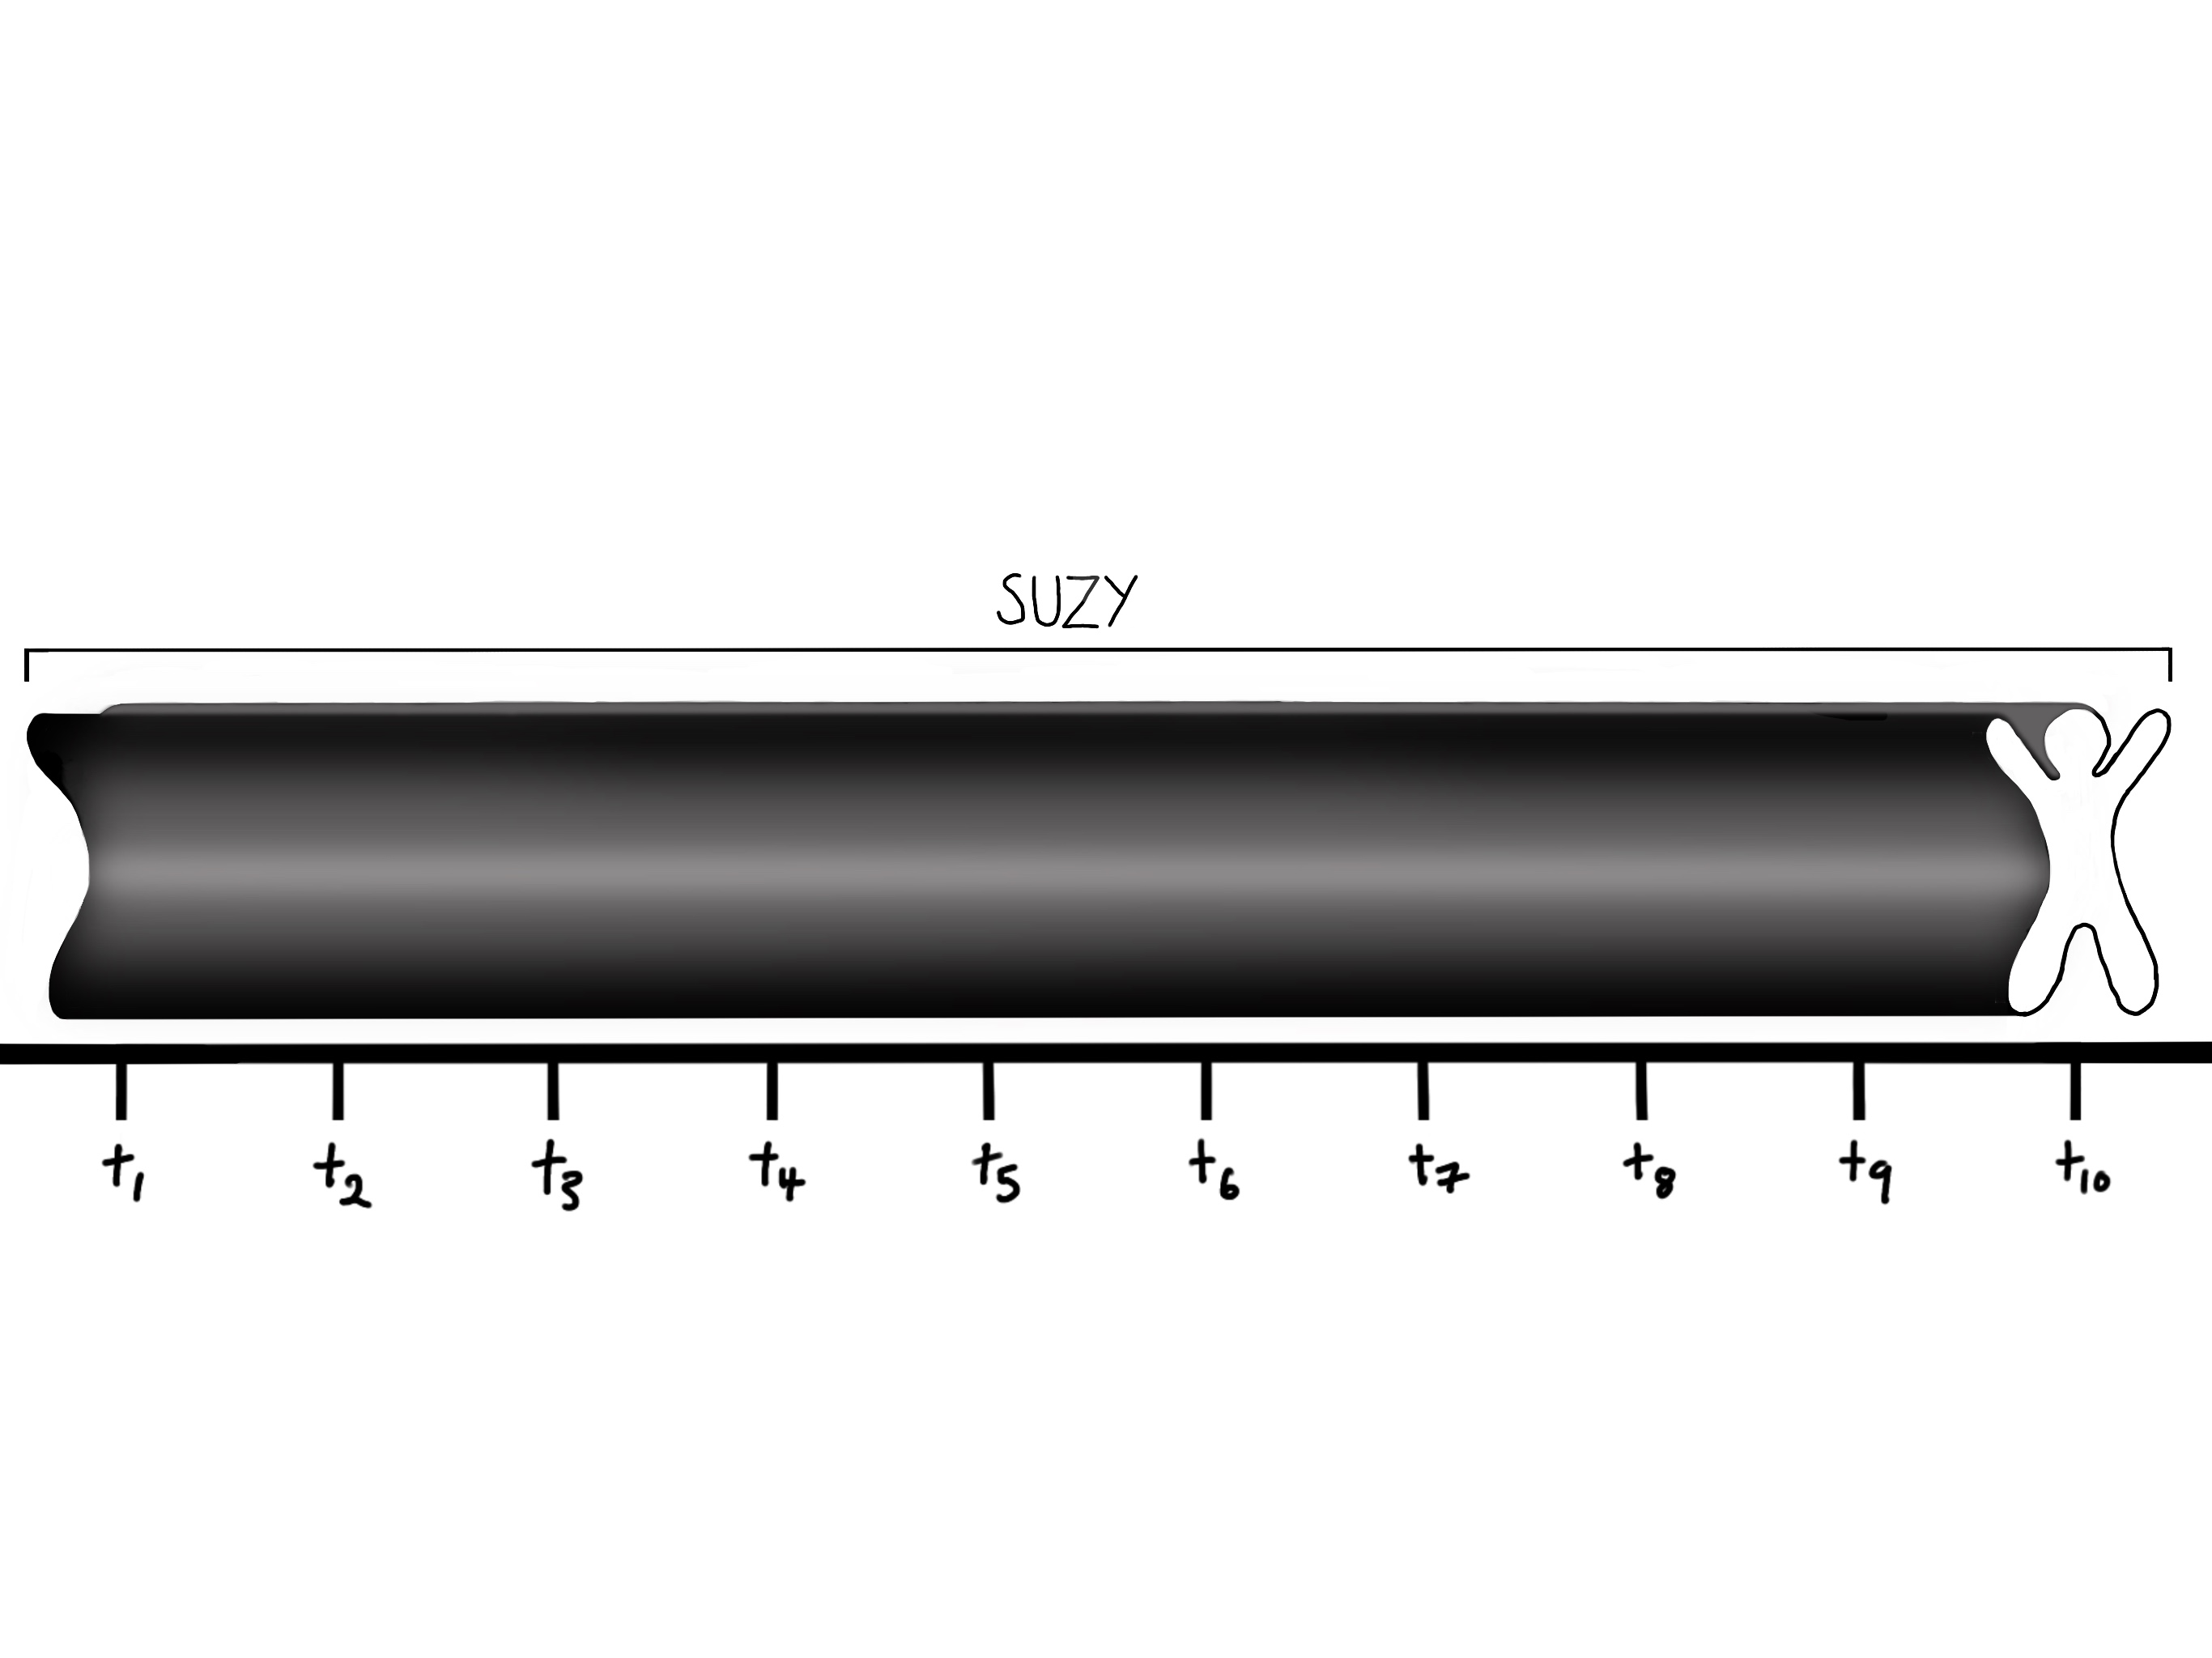 SUZY
t₁ t₂ t₃ t₄ t₅ t₆ t₇ t₈ t₉ t₁₀